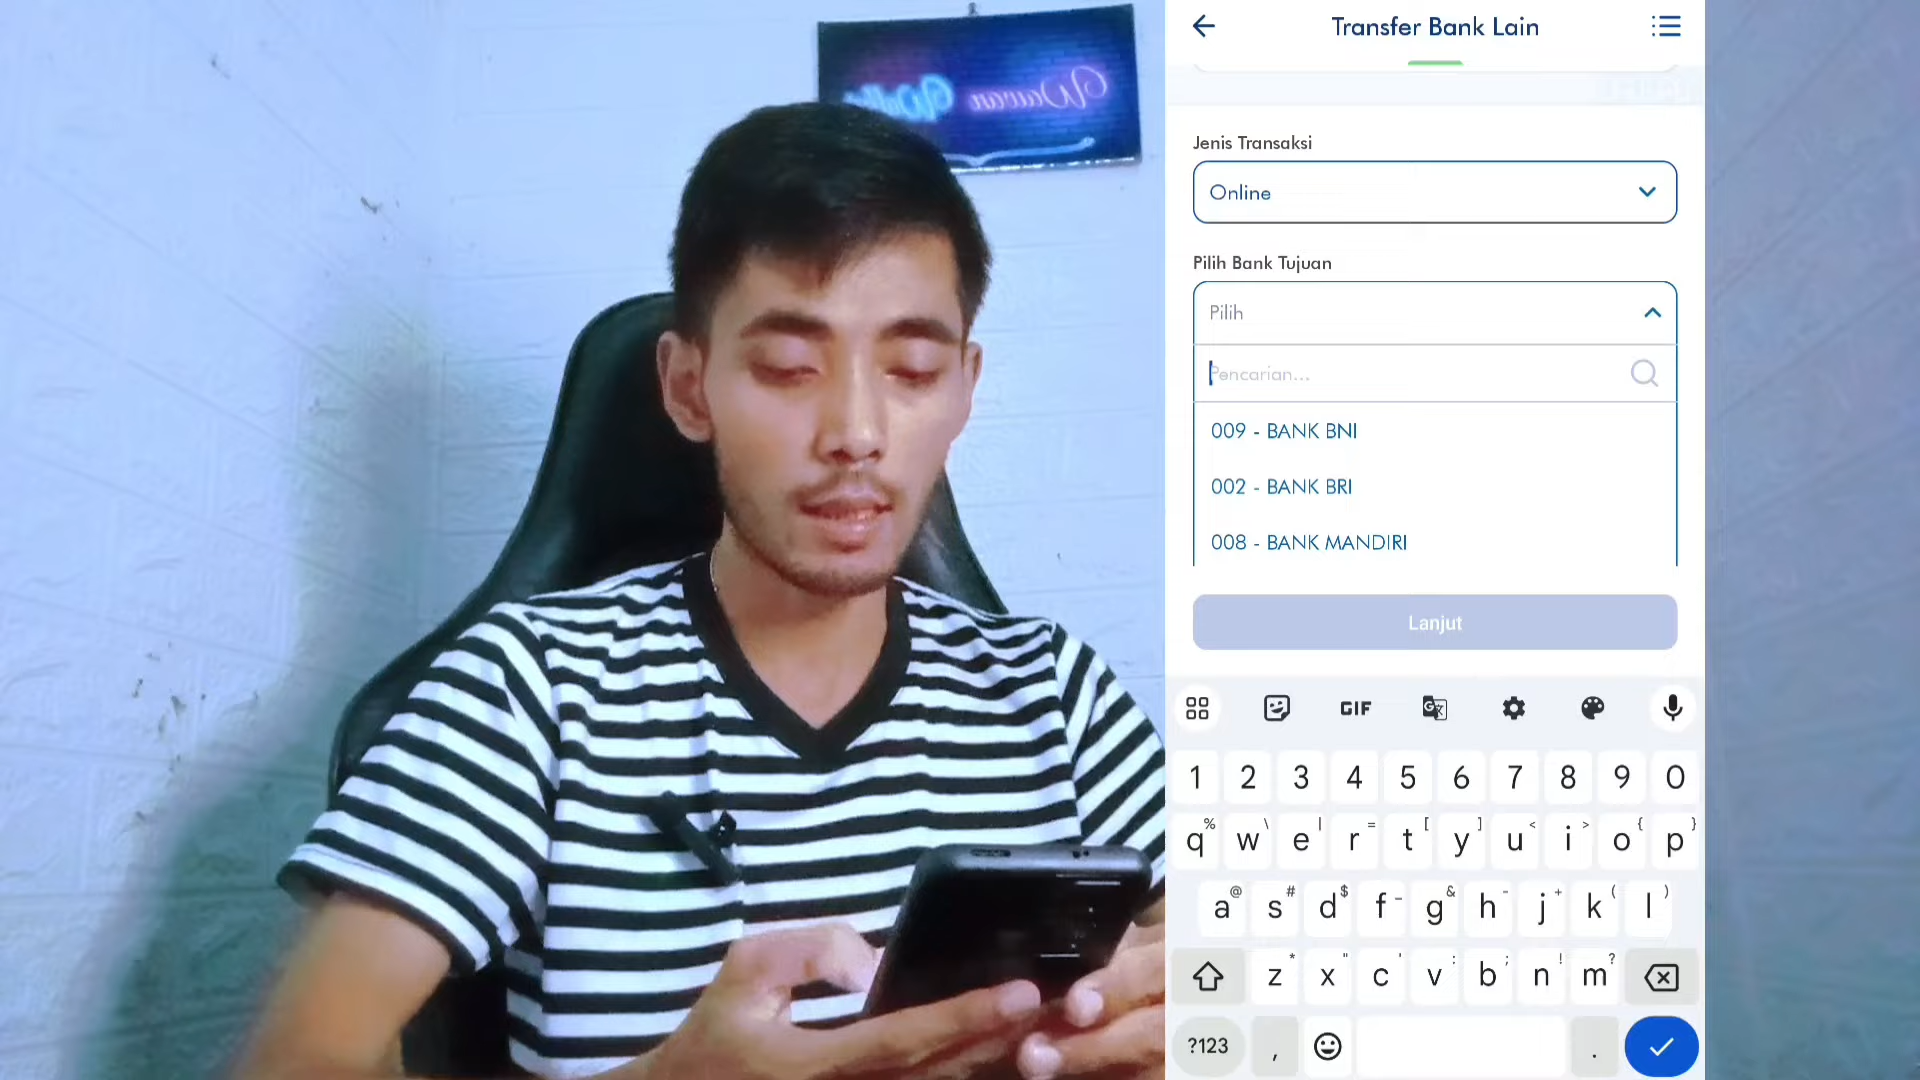 Wawan
Transfer Bank Lain
Jenis Transaksi
Online
Pilih Bank Tujuan
Pilih
Pencarian...
009 - BANK BNI
002 - BANK BRI
008 - BANK MANDIRI
Lanjut
GIF
1 2 3 4 5 6 7 8 9 0
q% w\ e| r= t[ y] u< i> o{ p}
a@ s# d$ f- g& h- j+ k( l)
z* x" c' v: b; n! m?
?123 , .